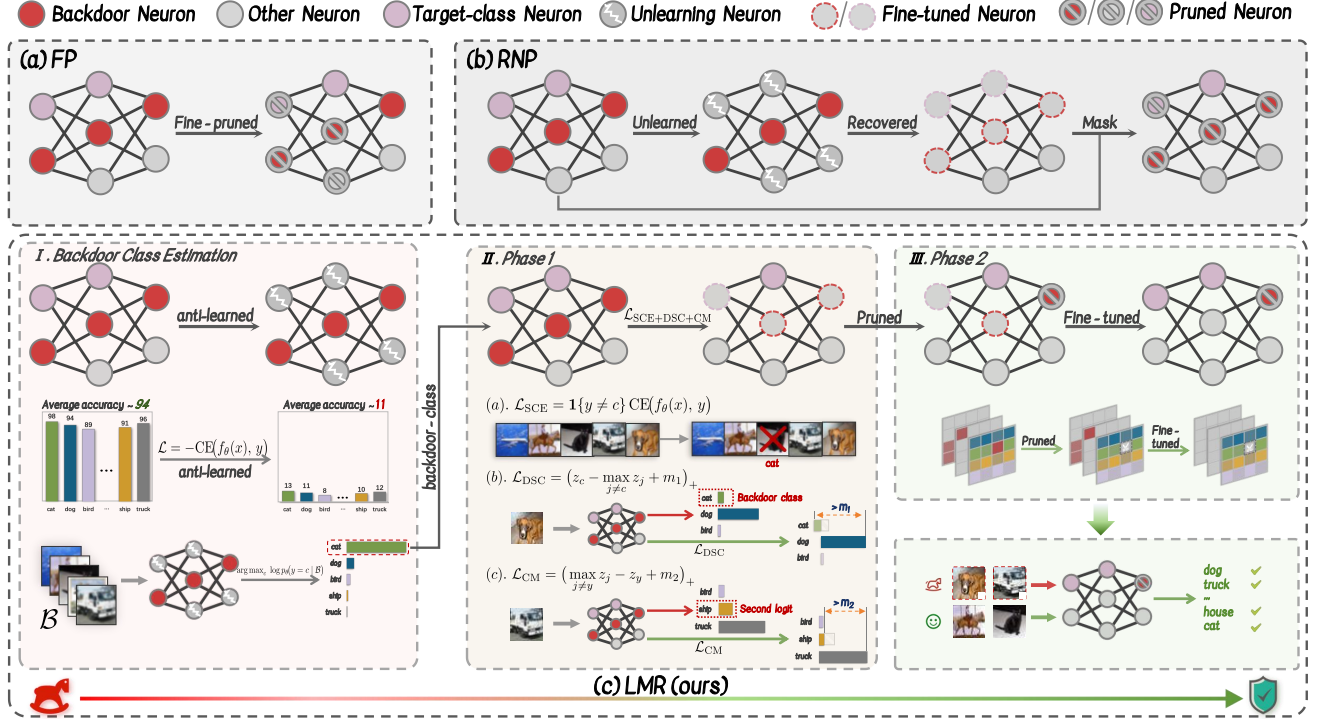 Backdoor Neuron
Other Neuron
Target-class Neuron
Unlearning Neuron
/
Fine-tuned Neuron
/ /
Pruned Neuron
(a) FP
Fine - pruned
(b) RNP
Unlearned
Recovered
Mask
I . Backdoor Class Estimation
anti-learned
Average accuracy ~ 94
98
94
89
...
91
96
cat
dog
bird
...
ship
truck
ℒ = −CE(f_θ(x), y)
anti-learned
Average accuracy ~11
13
11
8
...
10
12
cat
dog
bird
...
ship
truck
ℬ
arg max_c log p_θ(y = c | ℬ)
cat
dog
bird
ship
truck
backdoor - class
II . Phase 1
ℒ_SCE+DSC+CM
Pruned
(a). ℒ_SCE = 1{y ≠ c} CE(f_θ(x), y)
cat
(b). ℒ_DSC = (z_c − max_{j≠c} z_j + m_1)_+
cat
Backdoor class
dog
bird
ℒ_DSC
> m_1
cat
dog
bird
(c). ℒ_CM = (max_{j≠y} z_j − z_y + m_2)_+
bird
ship
Second logit
truck
ℒ_CM
> m_2
bird
ship
truck
III . Phase 2
Fine - tuned
Pruned
Fine -
tuned
dog
truck
...
house
cat
(c) LMR (ours)